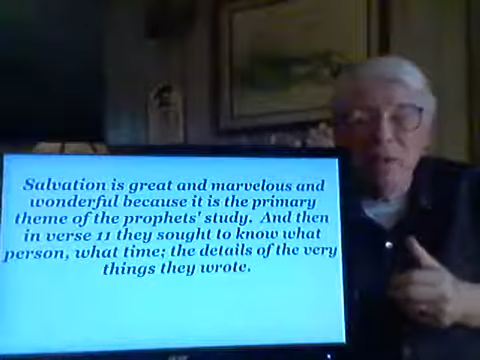 Salvation is great and marvelous and
wonderful because it is the primary
theme of the prophets' study. And then
in verse 11 they sought to know what
person, what time; the details of the very
things they wrote.